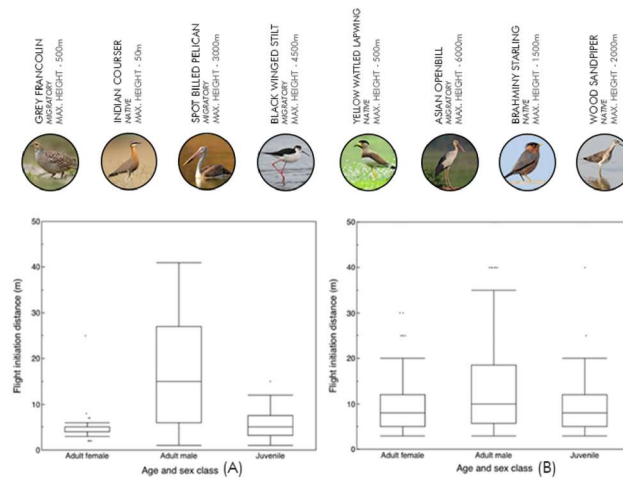 GREY FRANCOLIN
MIGRATORY
MAX. HEIGHT - 500m
INDIAN COURSER
NATIVE
MAX. HEIGHT - 50m
SPOT BILLED PELICAN
MIGRATORY
MAX. HEIGHT - 3000m
BLACK WINGED STILT
MIGRATORY
MAX. HEIGHT - 4500m
YELLOW WATTLED LAPWING
NATIVE
MAX. HEIGHT - 500m
ASIAN OPENBILL
MIGRATORY
MAX. HEIGHT - 6000m
BRAHMINY STARLING
NATIVE
MAX. HEIGHT - 1500m
WOOD SANDPIPER
NATIVE
MAX. HEIGHT - 2000m
Flight initiation distance (m)
50
40
30
20
10
0
Adult female
Adult male
Juvenile
Age and sex class (A)
Flight initiation distance (m)
50
40
30
20
10
0
Adult female
Adult male
Juvenile
Age and sex class (B)